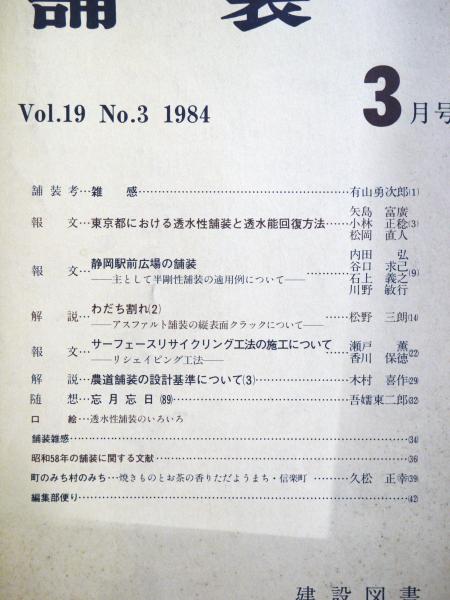 舗装
Vol.19 No.3 1984 3月号
舗装考…雑感……有山勇次郎(1)
矢島 富廣
報文…東京都における透水性舗装と透水能回復方法……小林 正稔(3)
松岡 直人
内田 弘
静岡駅前広場の舗装 谷口 求己
報文… ……(9)
——主として半剛性舗装の適用例について—— 石上 義之
川野 敏行
わだち割れ(2)
解説… ……松野 三朗(14)
——アスファルト舗装の縦表面クラックについて——
サーフェースリサイクリング工法の施工について 瀬戸 薫
報文… ……(22)
——リシェイピング工法—— 香川 保徳
解説…農道舗装の設計基準について(3)……木村 喜作(29)
随想…忘月忘日(89)……吾嬬東二郎(32)
口絵…透水性舗装のいろいろ
舗装雑感……(34)
昭和58年の舗装に関する文献……(36)
町のみち村のみち…焼きものとお茶の香りただようまち・信楽町……久松 正幸(39)
編集部便り……(42)
建設図書